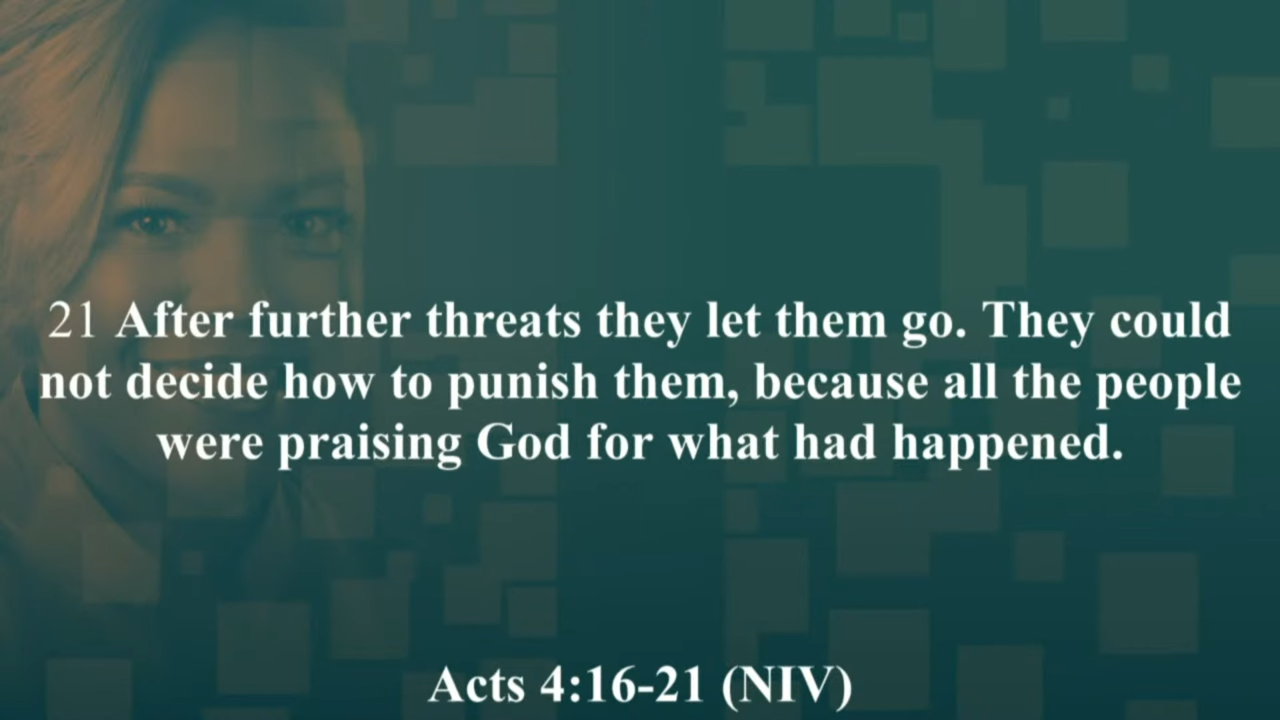 21 After further threats they let them go. They could
not decide how to punish them, because all the people
were praising God for what had happened.
Acts 4:16-21 (NIV)